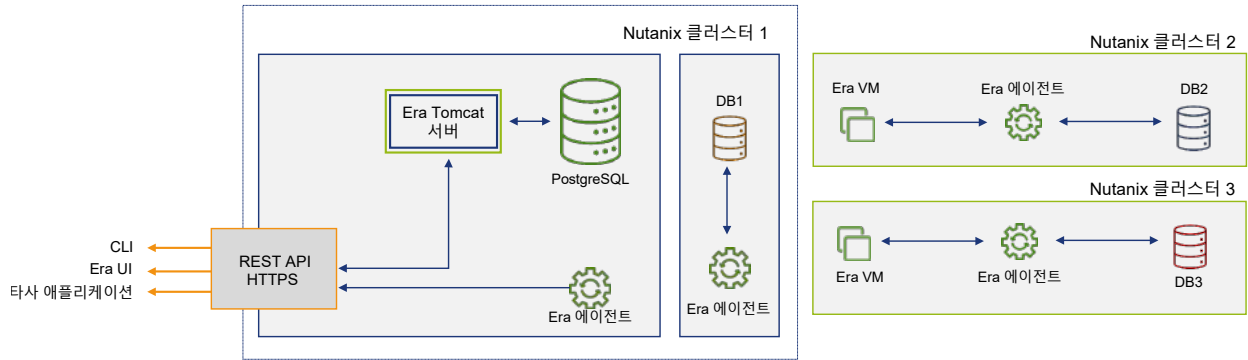 Nutanix 클러스터 1
Era Tomcat
서버
PostgreSQL
DB1
CLI
Era UI
타사 애플리케이션
REST API
HTTPS
Era 에이전트
Era 에이전트
Nutanix 클러스터 2
Era VM
Era 에이전트
DB2
Nutanix 클러스터 3
Era VM
Era 에이전트
DB3